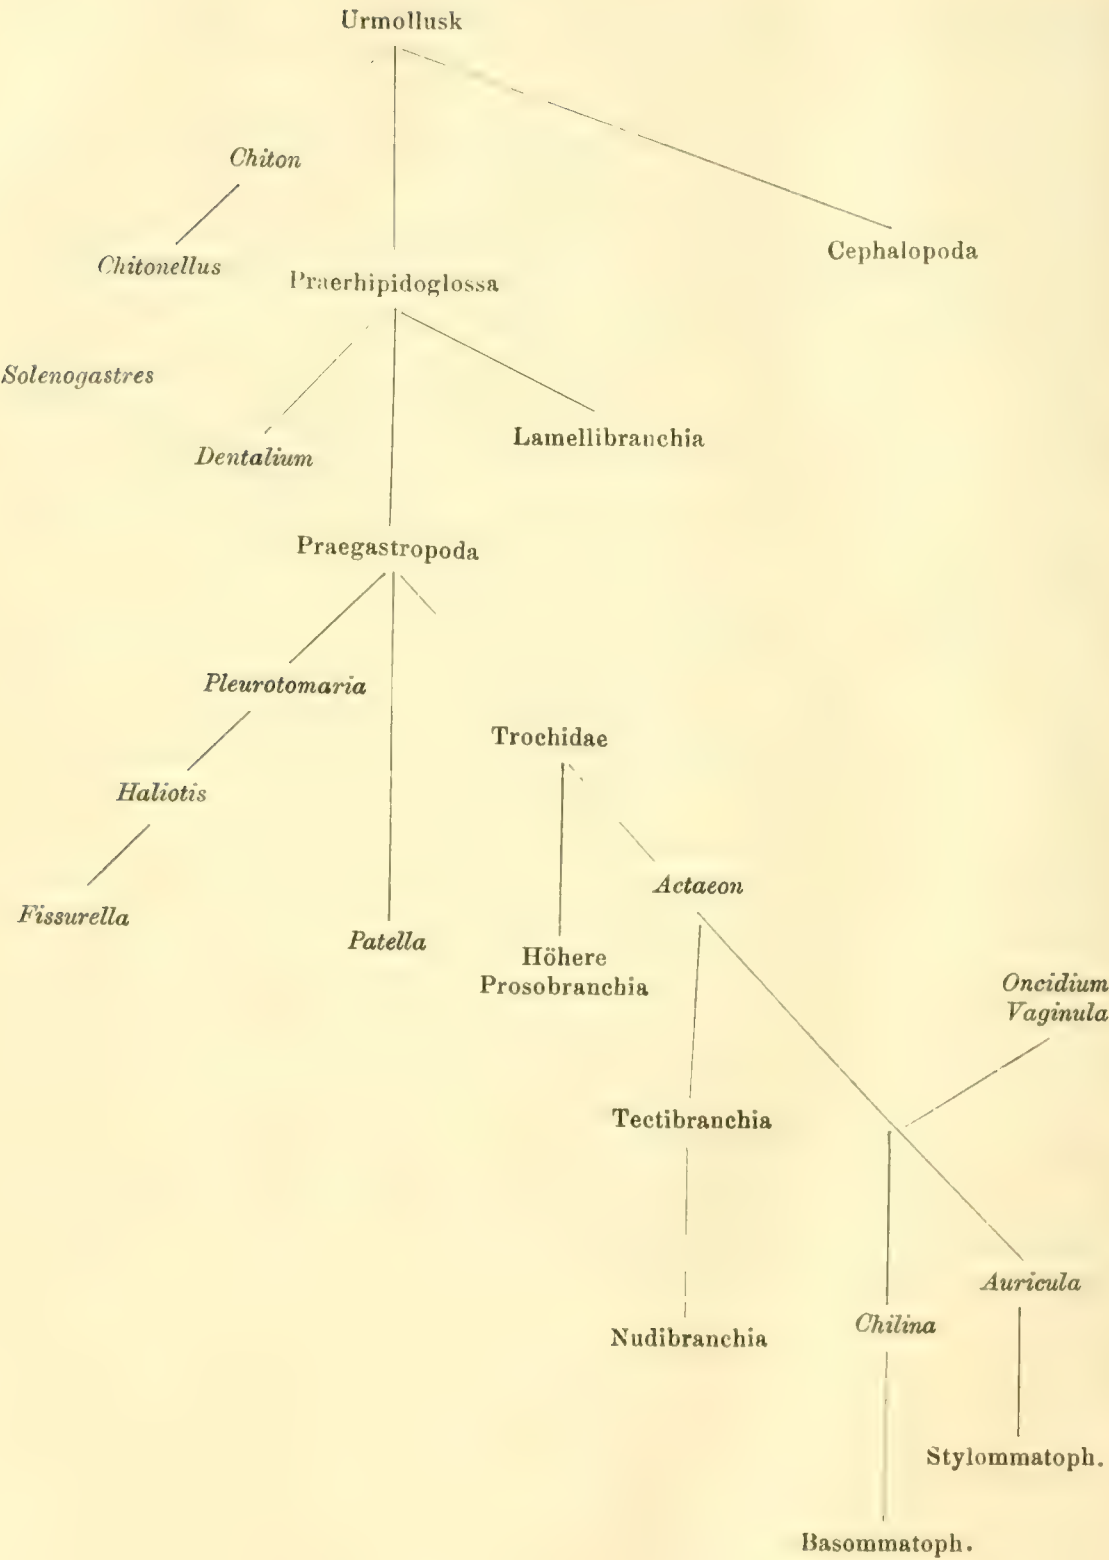 Urmollusk
Chiton
Chitonellus
Cephalopoda
Praerhipidoglossa
Solenogastres
Dentalium
Lamellibranchia
Praegastropoda
Pleurotomaria
Trochidae
Haliotis
Actaeon
Fissurella
Patella
Höhere
Prosobranchia
Oncidium
Vaginula
Tectibranchia
Auricula
Chilina
Nudibranchia
Stylommatoph.
Basommatoph.